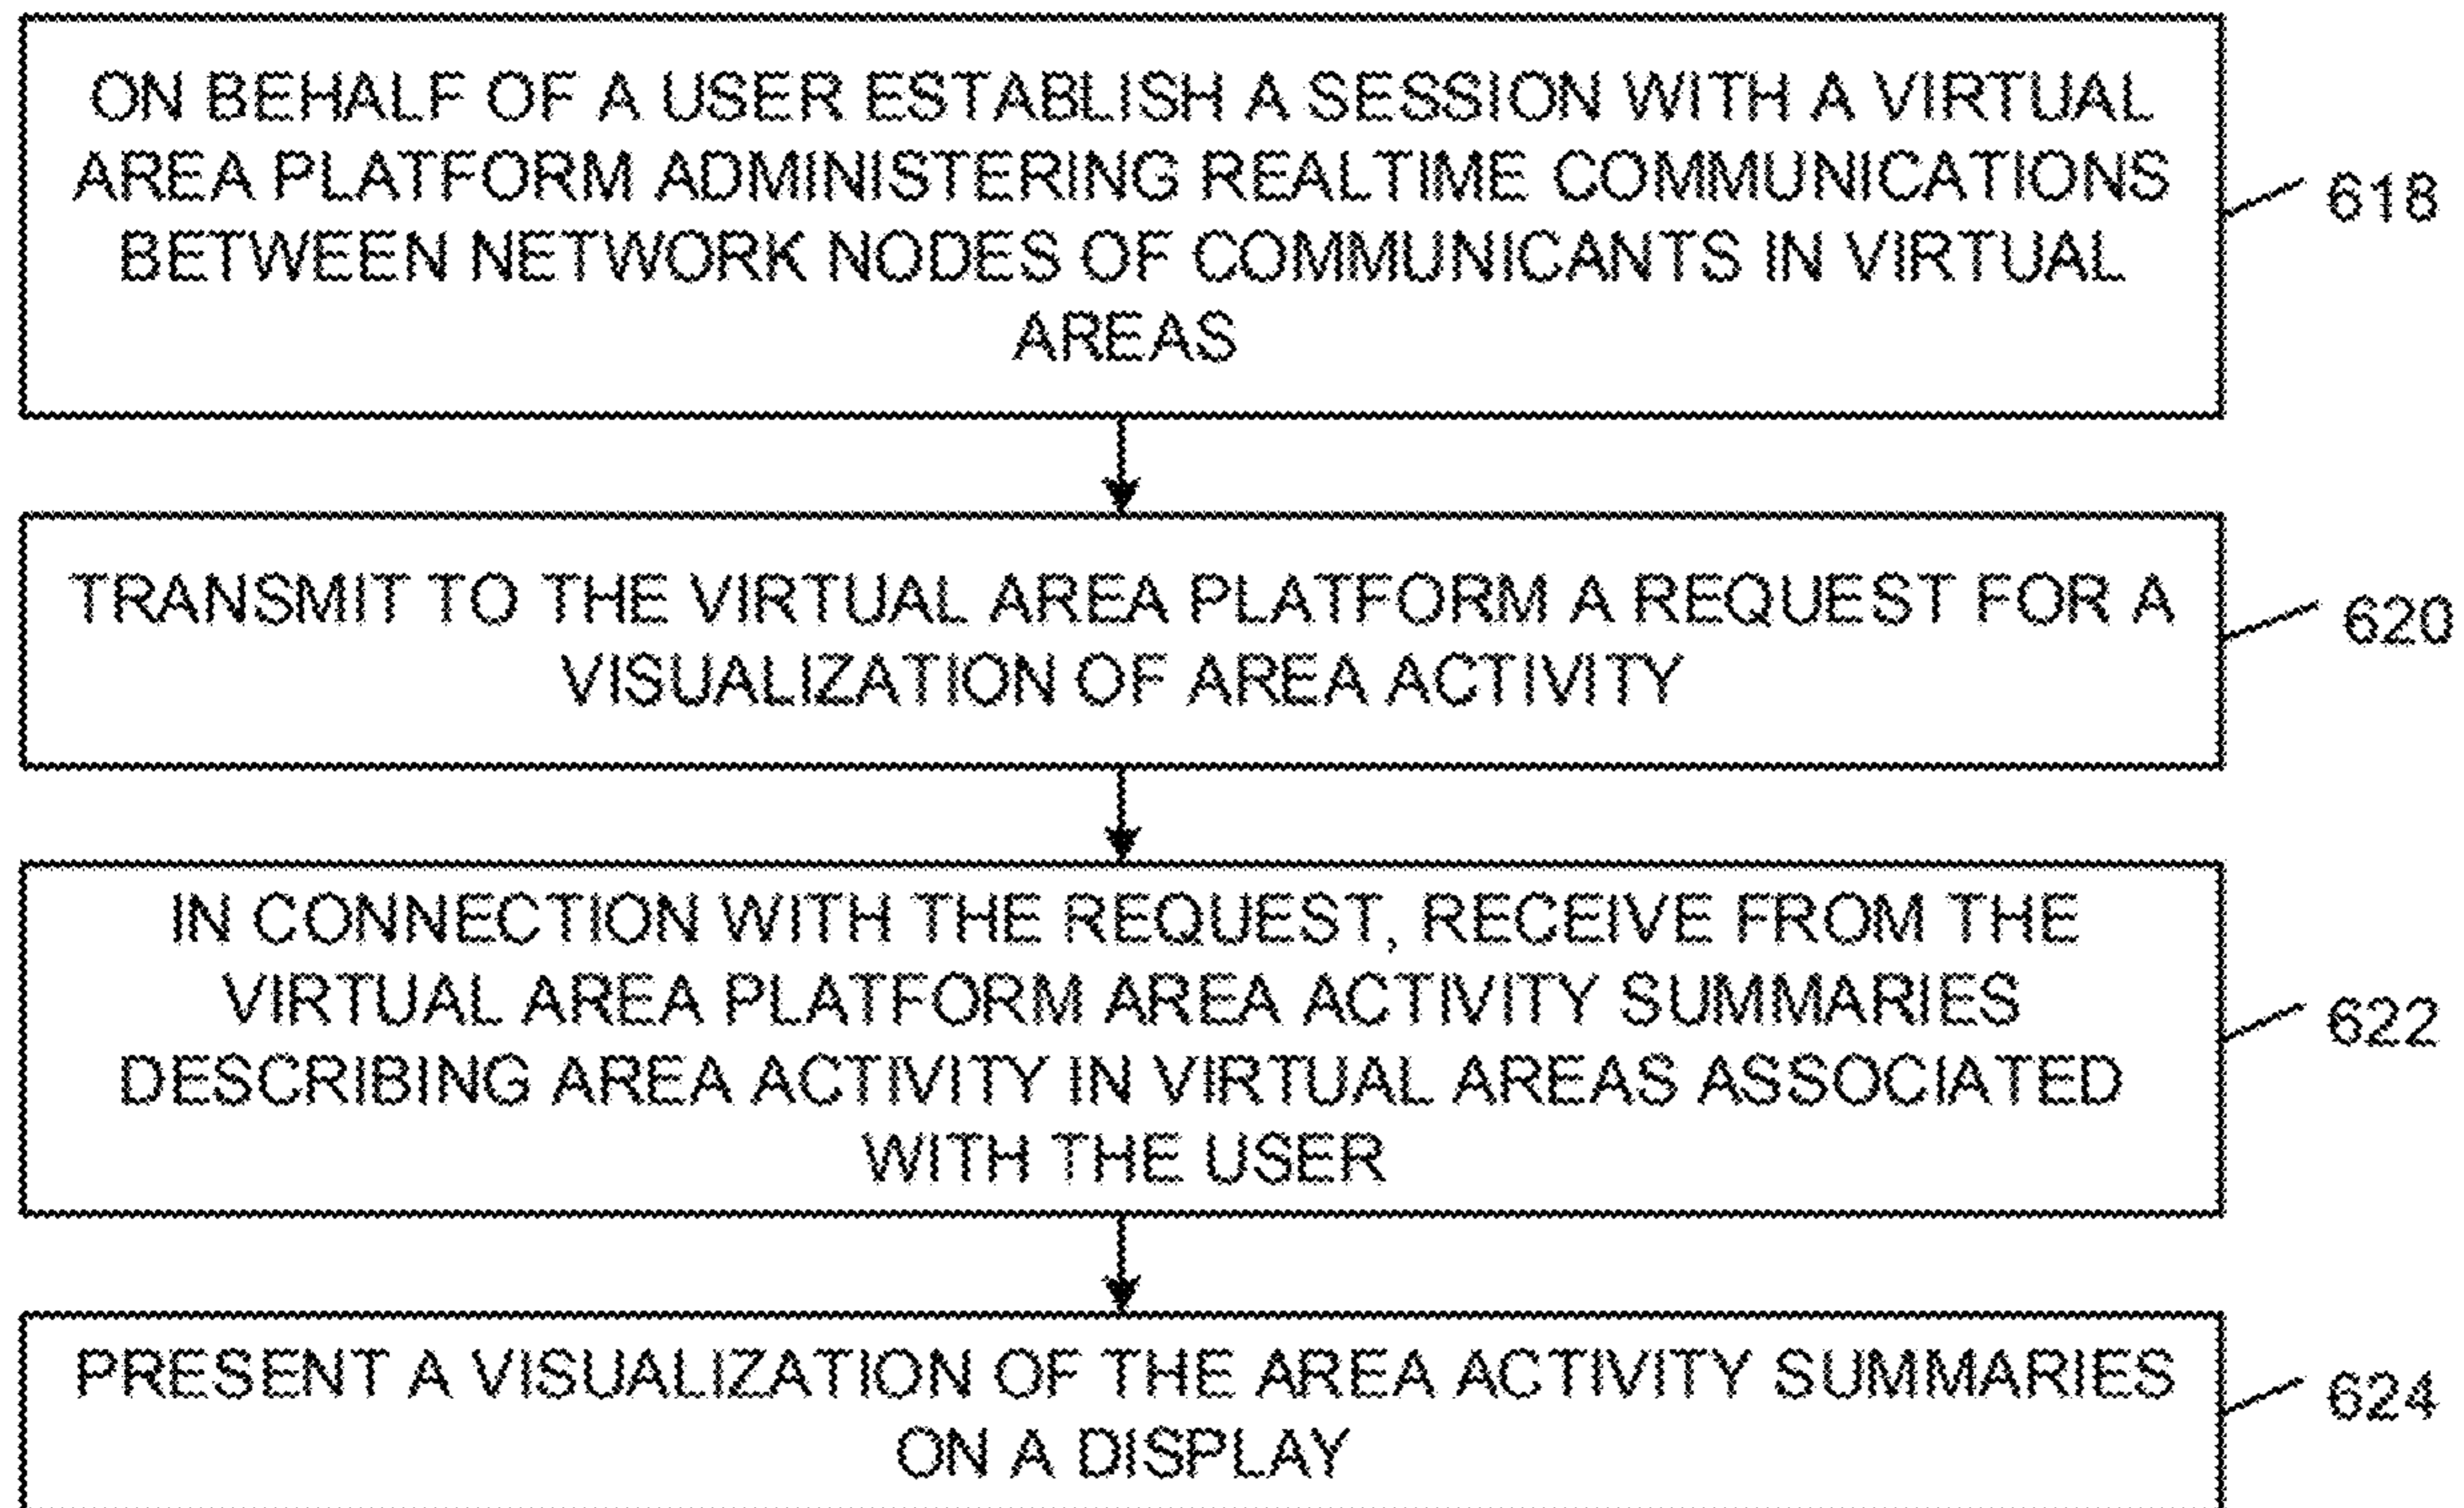 ON BEHALF OF A USER ESTABLISH A SESSION WITH A VIRTUAL
AREA PLATFORM ADMINISTERING REALTIME COMMUNICATIONS
BETWEEN NETWORK NODES OF COMMUNICANTS IN VIRTUAL
AREAS
618
TRANSMIT TO THE VIRTUAL AREA PLATFORM A REQUEST FOR A
VISUALIZATION OF AREA ACTIVITY
620
IN CONNECTION WITH THE REQUEST, RECEIVE FROM THE
VIRTUAL AREA PLATFORM AREA ACTIVITY SUMMARIES
DESCRIBING AREA ACTIVITY IN VIRTUAL AREAS ASSOCIATED
WITH THE USER
622
PRESENT A VISUALIZATION OF THE AREA ACTIVITY SUMMARIES
ON A DISPLAY
624